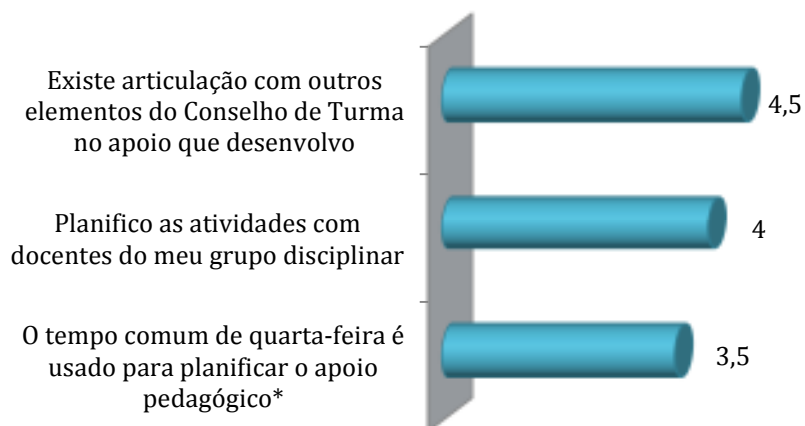 Existe articulação com outros
elementos do Conselho de Turma
no apoio que desenvolvo
4,5
Planifico as atividades com
docentes do meu grupo disciplinar
4
O tempo comum de quarta-feira é
usado para planificar o apoio
pedagógico*
3,5